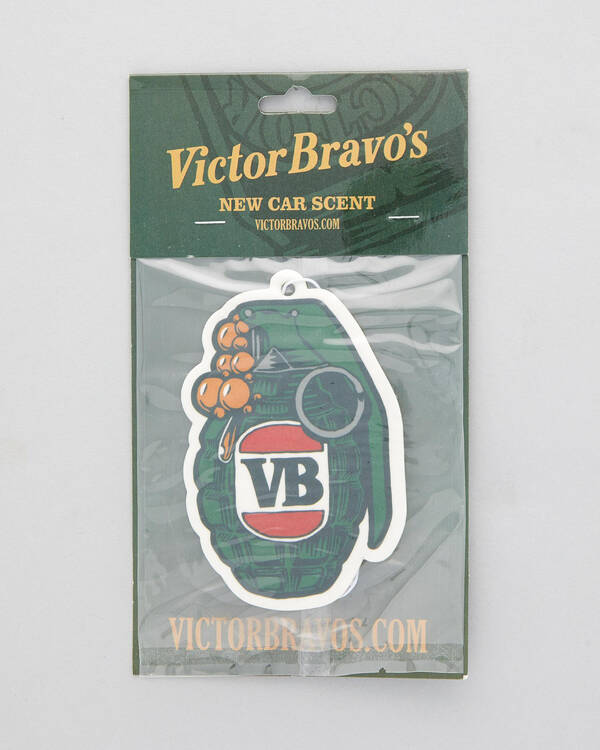 Victor Bravo's
NEW CAR SCENT
VICTORBRAVOS.COM
VB
VICTORBRAVOS.COM